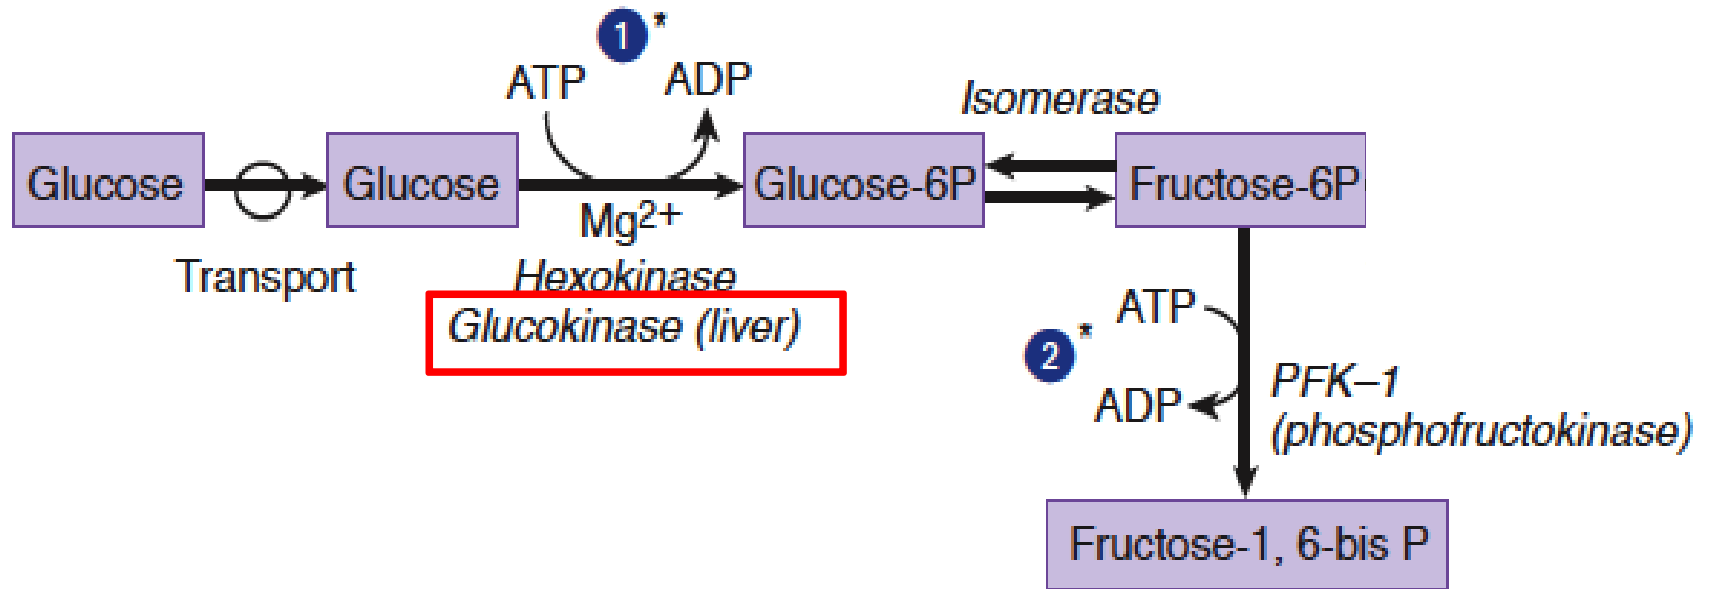 1*
ATP
ADP
Isomerase
Glucose
Glucose
Glucose-6P
Fructose-6P
Mg2+
Transport
Hexokinase
Glucokinase (liver)
ATP
2*
ADP
PFK–1
(phosphofructokinase)
Fructose-1, 6-bis P